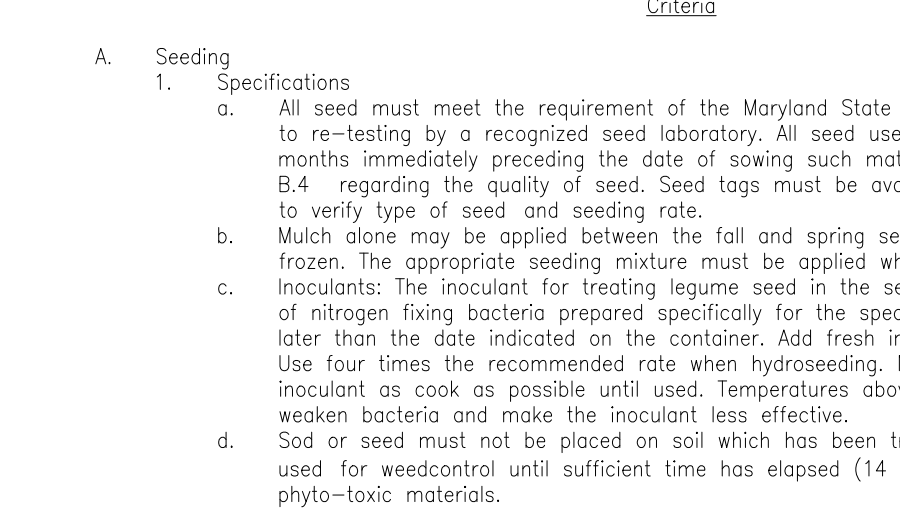 Criteria
A. Seeding
1. Specifications
a. All seed must meet the requirement of the Maryland State
to re-testing by a recognized seed laboratory. All seed use
months immediately preceding the date of sowing such mat
B.4 regarding the quality of seed. Seed tags must be ava
to verify type of seed and seeding rate.
b. Mulch alone may be applied between the fall and spring se
frozen. The appropriate seeding mixture must be applied wh
c. Inoculants: The inoculant for treating legume seed in the se
of nitrogen fixing bacteria prepared specifically for the spec
later than the date indicated on the container. Add fresh in
Use four times the recommended rate when hydroseeding.
inoculant as cook as possible until used. Temperatures abov
weaken bacteria and make the inoculant less effective.
d. Sod or seed must not be placed on soil which has been tr
used for weedcontrol until sufficient time has elapsed (14
phyto-toxic materials.